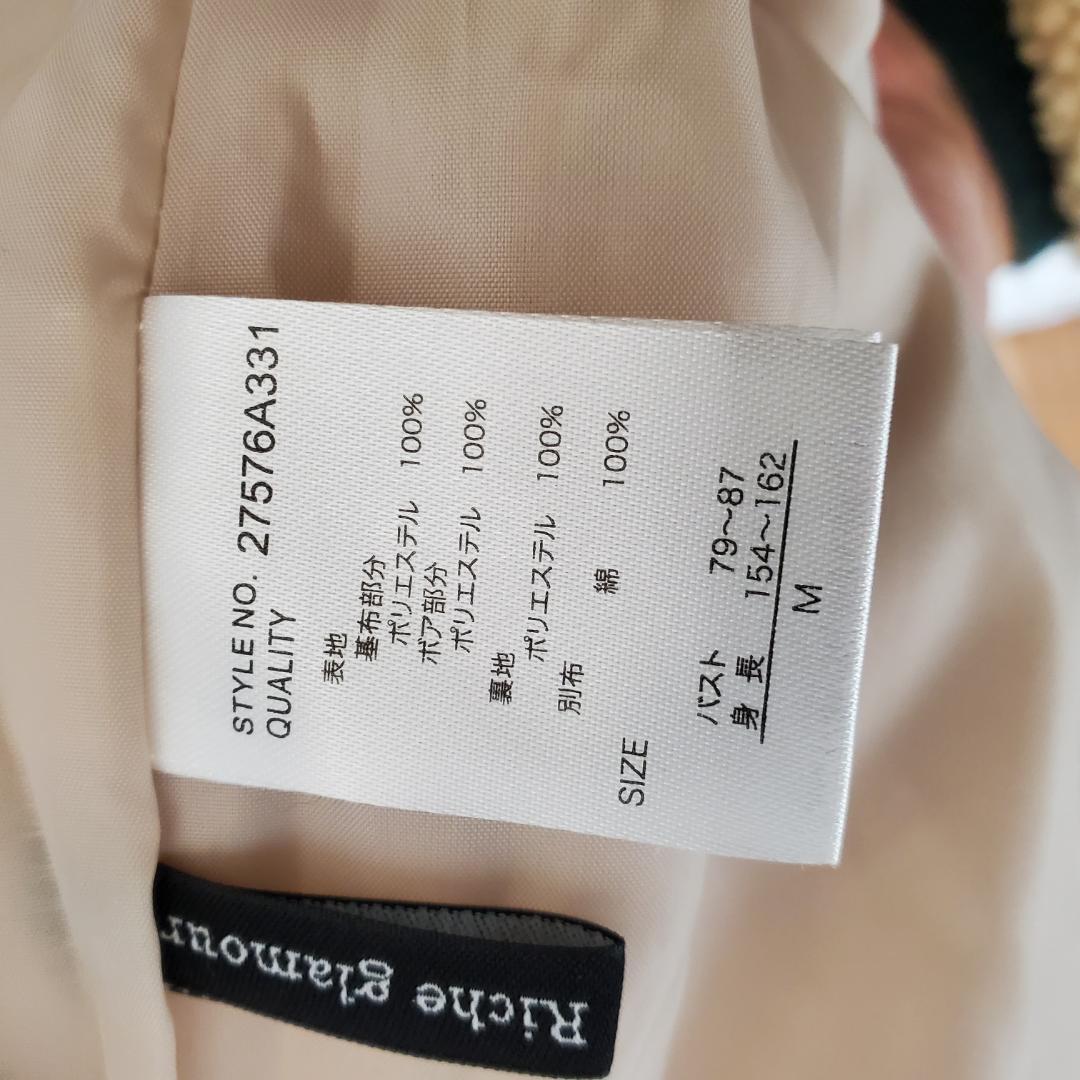 STYLE NO. 27576A331
QUALITY
表地
基布部分
ポリエステル 100%
ボア部分
ポリエステル 100%
裏地
ポリエステル 100%
別布
綿 100%
SIZE
バスト 79～87
身長 154～162
M
Riche glamour